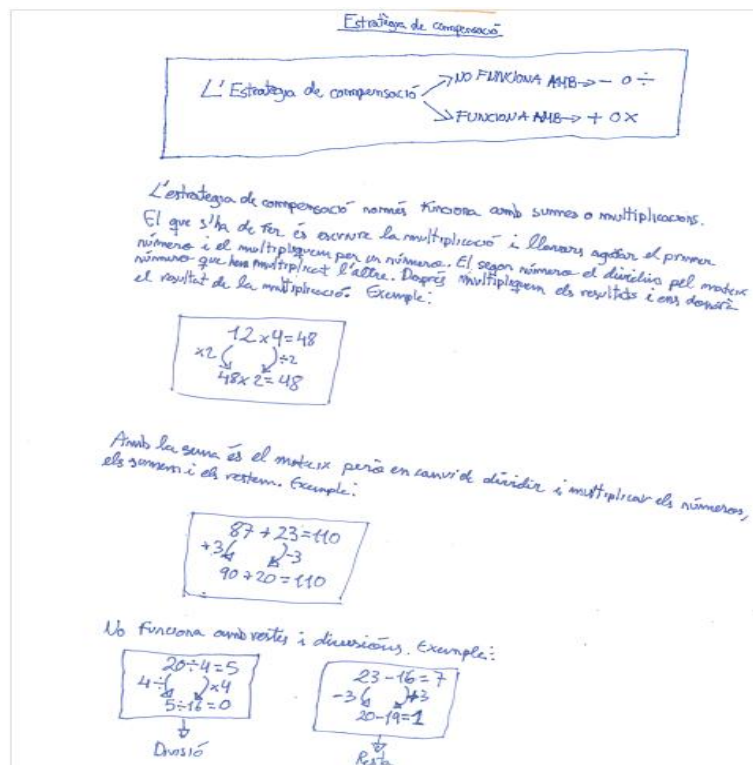 Estratègia de compensació
L'Estrategia de compensació
NO FUNCIONA AMB → - o ÷
FUNCIONA AMB → + o x
L'estrategia de compensació només funciona amb sumes o multiplicacions.
El que s'ha de fer és escriure la multiplicació i llavors agafar el primer
número i el multipliquem per un número. El segon número el dividim pel mateix
número que hem multiplicat l'altre. Després multipliquem els resultats i ens donarà
el resultat de la multiplicació. Exemple:
12 x 4 = 48
x2 ÷2
48 x 2 = 48
Amb la suma és el mateix però en canvi de dividir i multiplicar els números,
els sumem i els restem. Exemple:
87 + 23 = 110
+3 -3
90 + 20 = 110
No funciona amb restes i divisions. Exemple:
20 ÷ 4 = 5
4÷ x4
5 ÷ 16 = 0
Divisió
23 - 16 = 7
-3 +3
20 - 19 = 1
Resta